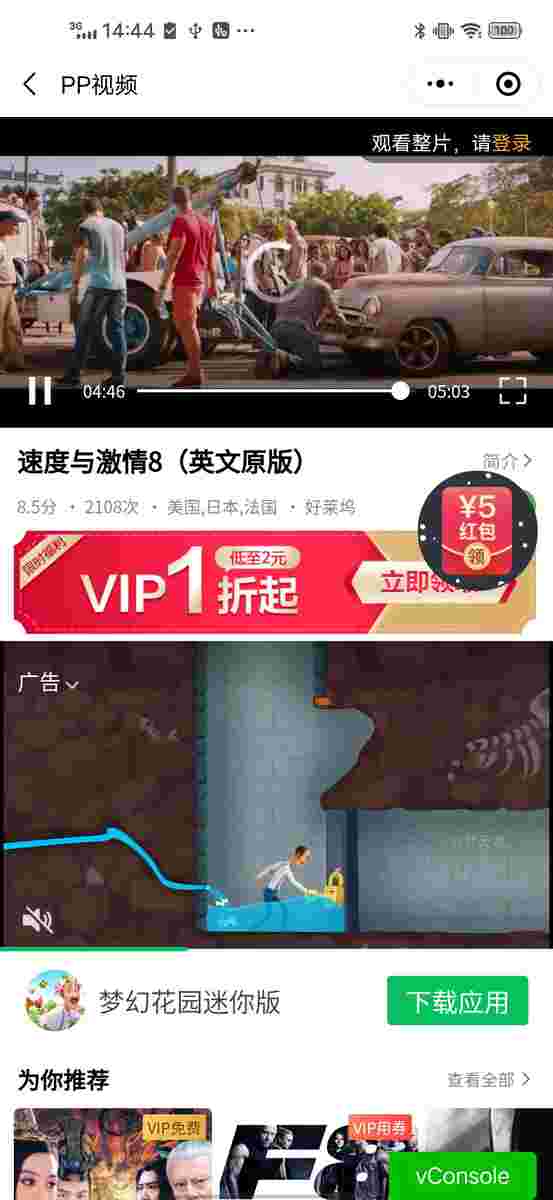 3G 14:44 100
PP视频
观看整片，请登录
04:46 05:03
速度与激情8（英文原版）
简介
8.5分 · 2108次 · 美国,日本,法国 · 好莱坞
¥5
红包
领
限时福利
VIP1折起
低至2元
立即领
广告
梦幻花园迷你版
下载应用
为你推荐
查看全部
VIP免费
VIP用券
F8
vConsole